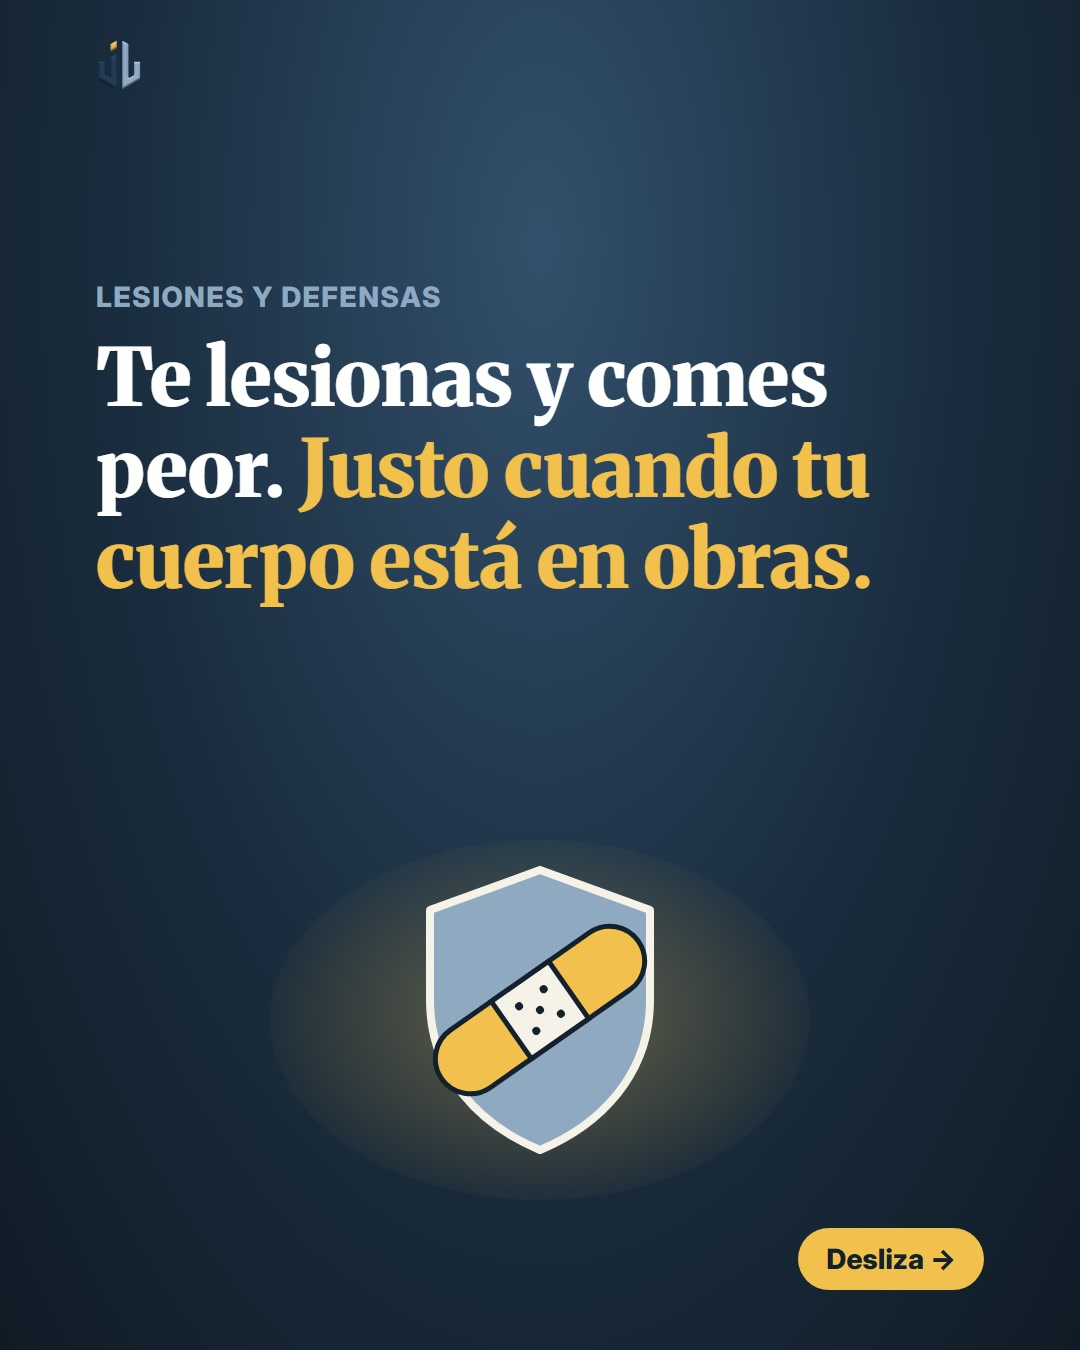 LESIONES Y DEFENSAS
Te lesionas y comes
peor. Justo cuando tu
cuerpo está en obras.
Desliza →